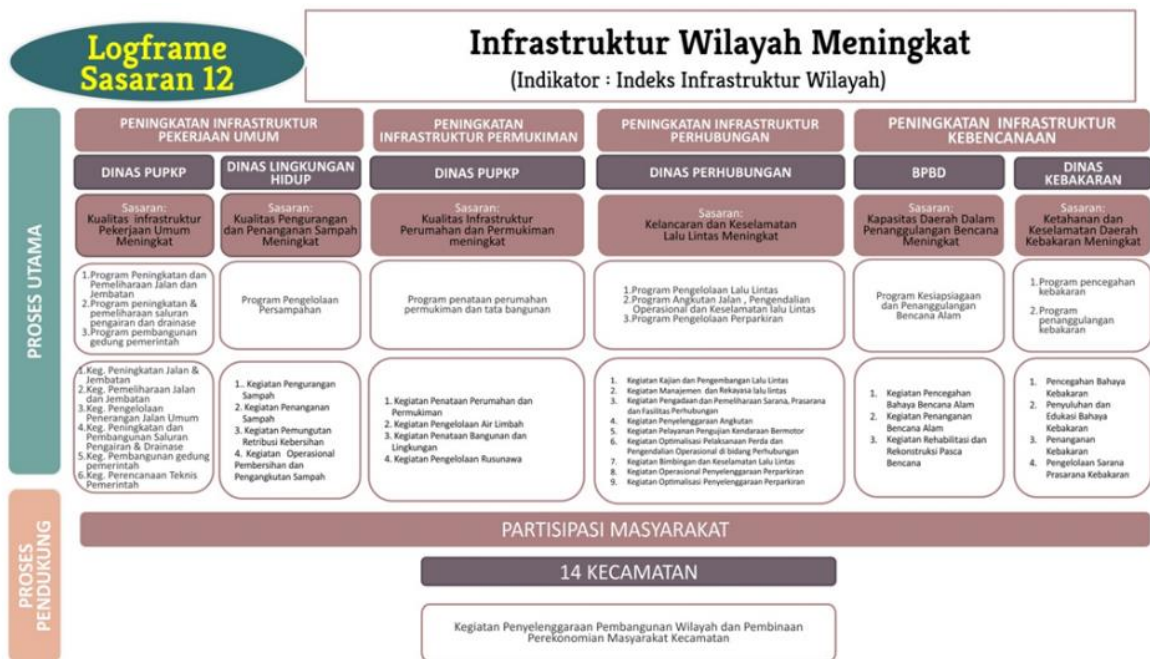 Logframe
Sasaran 12
Infrastruktur Wilayah Meningkat
(Indikator : Indeks Infrastruktur Wilayah)
PROSES UTAMA
PENINGKATAN INFRASTRUKTUR
PEKERJAAN UMUM
PENINGKATAN
INFRASTRUKTUR PERMUKIMAN
PENINGKATAN INFRASTRUKTUR
PERHUBUNGAN
PENINGKATAN INFRASTRUKTUR
KEBENCANAAN
DINAS PUPKP
DINAS LINGKUNGAN
HIDUP
DINAS PUPKP
DINAS PERHUBUNGAN
BPBD
DINAS
KEBAKARAN
Sasaran:
Kualitas infrastruktur
Pekerjaan Umum
Meningkat
Sasaran:
Kualitas Pengurangan
dan Penanganan Sampah
Meningkat
Sasaran:
Kualitas Infrastruktur
Perumahan dan Permukiman
meningkat
Sasaran:
Kelancaran dan Keselamatan
Lalu Lintas Meningkat
Sasaran:
Kapasitas Daerah Dalam
Penanggulangan Bencana
Meningkat
Sasaran:
Ketahanan dan
Keselamatan Daerah
Kebakaran Meningkat
1.Program Peningkatan dan
Pemeliharaan Jalan dan
Jembatan
2.Program peningkatan &
pemeliharaan saluran
pengairan dan drainase
3.Program pembangunan
gedung pemerintah
Program Pengelolaan
Persampahan
Program penataan perumahan
permukiman dan tata bangunan
1.Program Pengelolaan Lalu Lintas
2.Program Angkutan Jalan , Pengendalian
Operasional dan Keselamatan lalu Lintas
3.Program Pengelolaan Perparkiran
Program Kesiapsiagaan
dan Penanggulangan
Bencana Alam
1. Program pencegahan
kebakaran
2. Program
penanggulangan
kebakaran
1.Keg. Peningkatan Jalan &
Jembatan
2.Keg. Pemeliharaan Jalan
dan Jembatan
3.Keg. Pengelolaan
Penerangan Jalan Umum
4.Keg. Peningkatan dan
Pembangunan Saluran
Pengairan & Drainase
5.Keg. Pembangunan gedung
pemerintah
6.Keg. Perencanaan Teknis
Pemerintah
1.. Kegiatan Pengurangan
Sampah
2. Kegiatan Penanganan
Sampah
3. Kegiatan Pemungutan
Retribusi Kebersihan
4. Kegiatan Operasional
Pembersihan dan
Pengangkutan Sampah
1. Kegiatan Penataan Perumahan dan
Permukiman
2. Kegiatan Pengelolaan Air Limbah
3. Kegiatan Penataan Bangunan dan
Lingkungan
4. Kegiatan Pengelolaan Rusunawa
1. Kegiatan Kajian dan Pengembangan Lalu Lintas
2. Kegiatan Manajemen dan Rekayasa lalu lintas
3. Kegiatan Pengadaan dan Pemeliharaan Sarana, Prasarana
dan Fasilitas Perhubungan
4. Kegiatan Penyelenggaraan Angkutan
5. Kegiatan Pelayanan Pengujian Kendaraan Bermotor
6. Kegiatan Optimalisasi Pelaksanaan Perda dan
Pengendalian Operasional di bidang Perhubungan
7. Kegiatan Bimbingan dan Keselamatan Lalu Lintas
8. Kegiatan Operasional Penyelenggaraan Perparkiran
9. Kegiatan Optimalisasi Penyelenggaraan Perparkiran
1. Kegiatan Pencegahan
Bahaya Bencana Alam
2. Kegiatan Penanganan
Bencana Alam
3. Kegiatan Rehabilitasi dan
Rekonstruksi Pasca
Bencana
1. Pencegahan Bahaya
Kebakaran
2. Penyuluhan dan
Edukasi Bahaya
Kebakaran
3. Penanganan
Kebakaran
4. Pengelolaan Sarana
Prasarana Kebakaran
PROSES
PENDUKUNG
PARTISIPASI MASYARAKAT
14 KECAMATAN
Kegiatan Penyelenggaraan Pembangunan Wilayah dan Pembinaan
Perekonomian Masyarakat Kecamatan